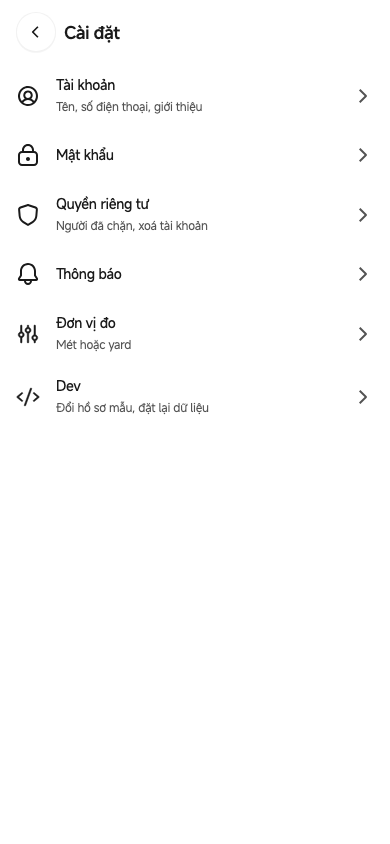 Cài đặt
Tài khoản
Tên, số điện thoại, giới thiệu
Mật khẩu
Quyền riêng tư
Người đã chặn, xoá tài khoản
Thông báo
Đơn vị đo
Mét hoặc yard
Dev
Đổi hồ sơ mẫu, đặt lại dữ liệu